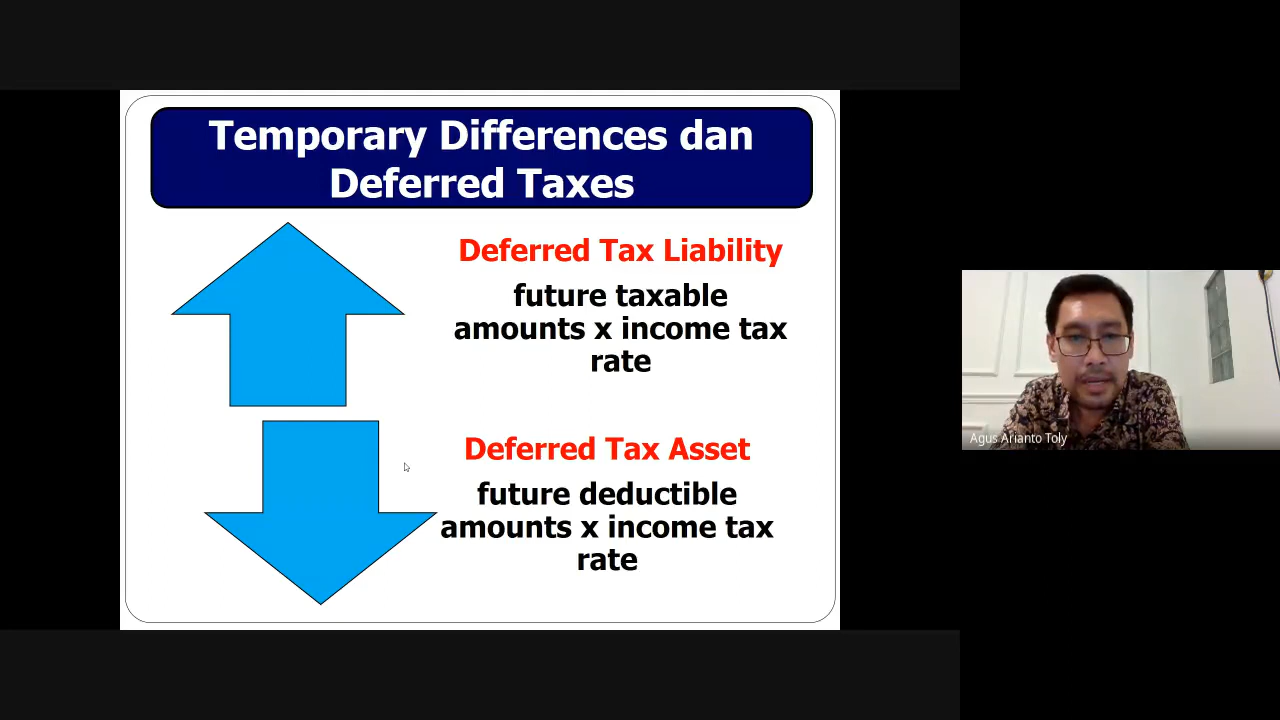 Temporary Differences dan
Deferred Taxes
Deferred Tax Liability
future taxable
amounts x income tax
rate
Deferred Tax Asset
future deductible
amounts x income tax
rate
Agus Arianto Toly